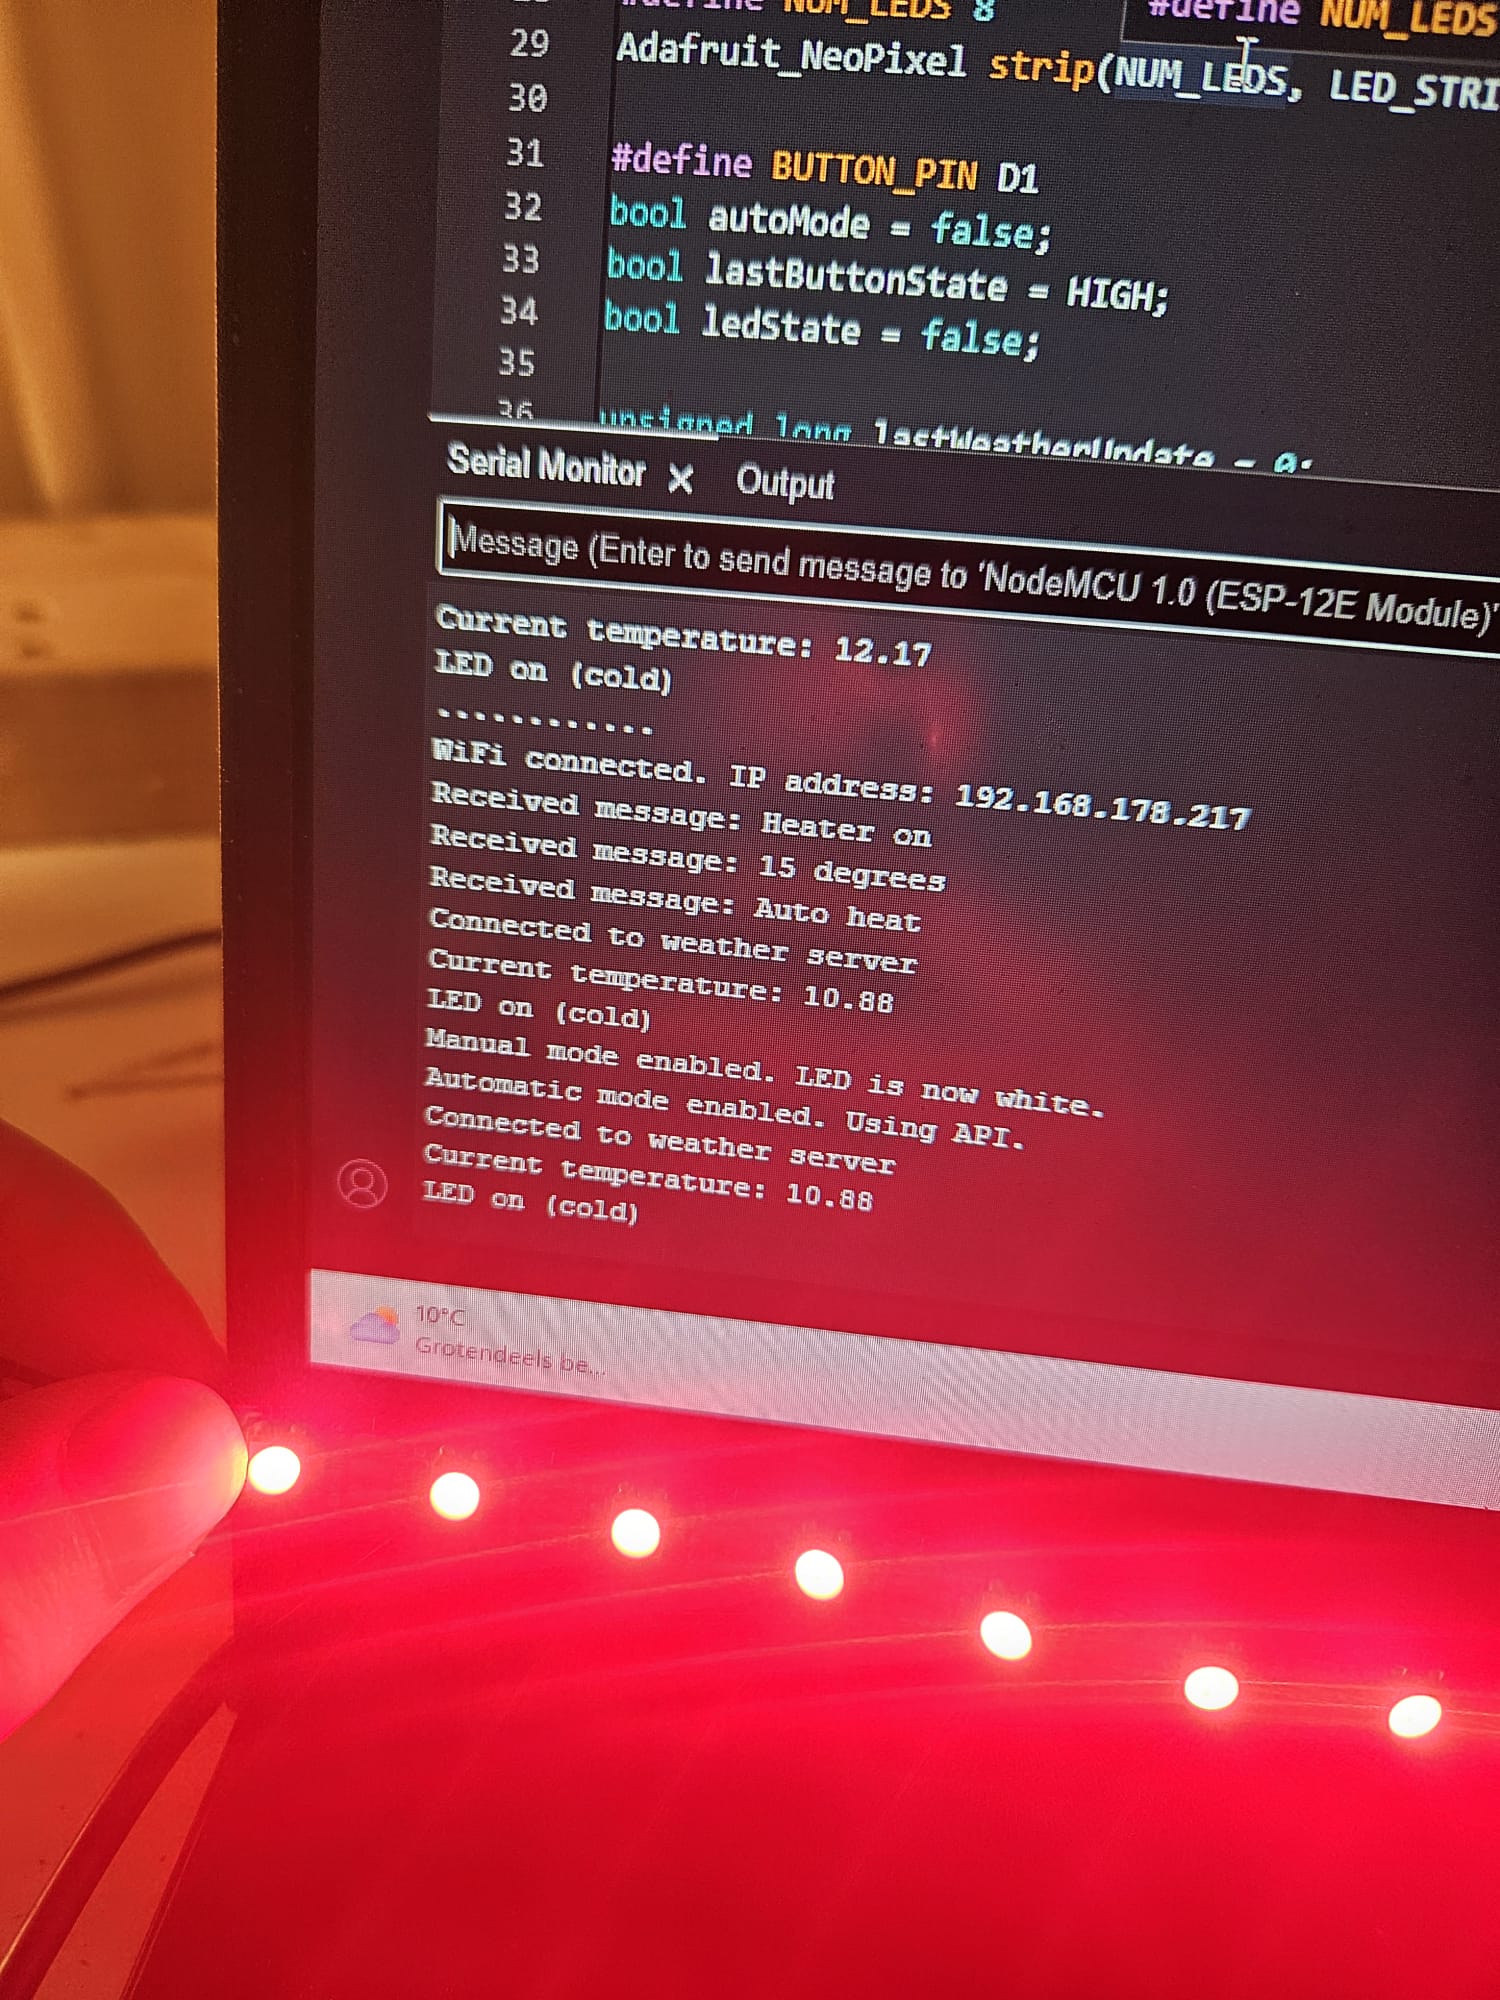 #define NUM_LEDS 8
#define NUM_LEDS
29
Adafruit_NeoPixel strip(NUM_LEDS, LED_STRI
30
31
#define BUTTON_PIN D1
32
bool autoMode = false;
33
bool lastButtonState = HIGH;
34
bool ledState = false;
35
36
unsigned long lastWeatherUpdate = 0;
Serial Monitor X Output
Message (Enter to send message to 'NodeMCU 1.0 (ESP-12E Module)'
Current temperature: 12.17
LED on (cold)
............
WiFi connected. IP address: 192.168.178.217
Received message: Heater on
Received message: 15 degrees
Received message: Auto heat
Connected to weather server
Current temperature: 10.88
LED on (cold)
Manual mode enabled. LED is now white.
Automatic mode enabled. Using API.
Connected to weather server
Current temperature: 10.88
LED on (cold)
10°C
Grotendeels be...